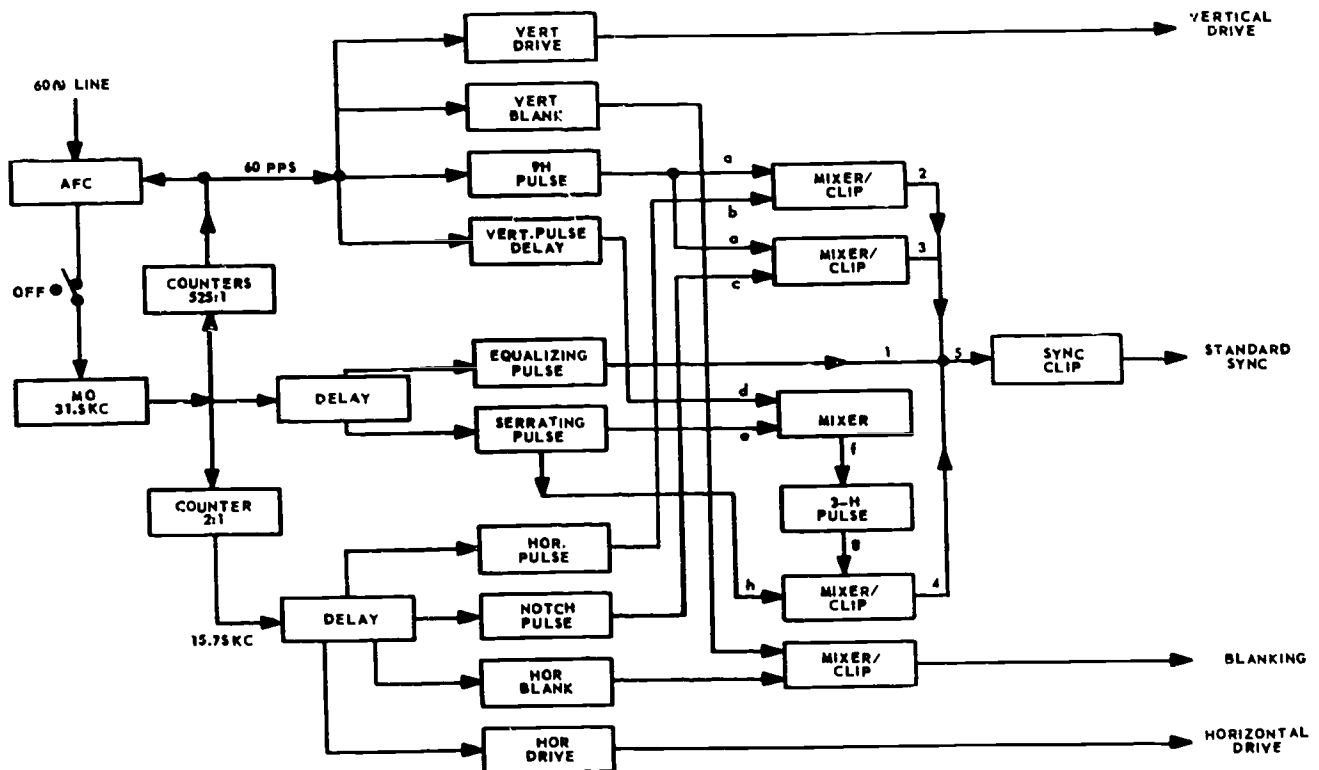 VERTICAL
DRIVE
VERT
DRIVE
60∿ LINE
VERT
BLANK
AFC
60 PPS
9H
PULSE
a
MIXER/
CLIP
2
b
VERT. PULSE
DELAY
a
MIXER/
CLIP
3
c
OFF
COUNTERS
525:1
EQUALIZING
PULSE
1
5
SYNC
CLIP
STANDARD
SYNC
MO
31.5KC
DELAY
d
MIXER
SERRATING
PULSE
e
f
COUNTER
2:1
3-H
PULSE
g
HOR.
PULSE
h
MIXER/
CLIP
4
15.75KC
DELAY
NOTCH
PULSE
MIXER/
CLIP
BLANKING
HOR
BLANK
HOR
DRIVE
HORIZONTAL
DRIVE